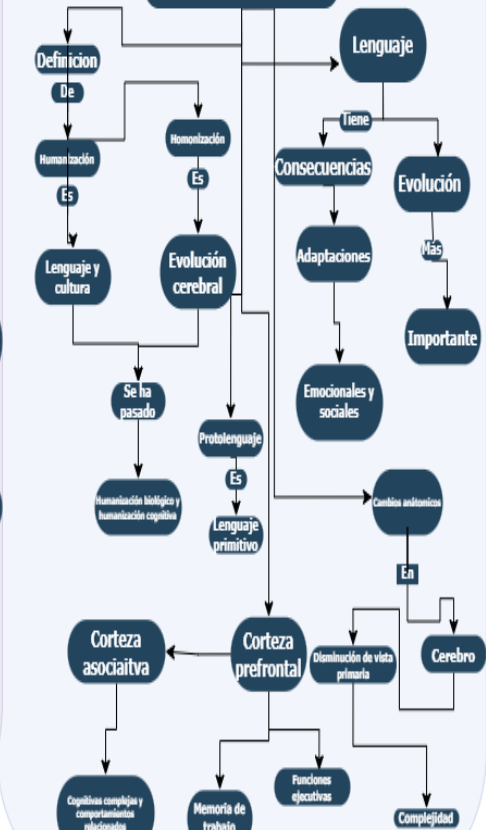 Lenguaje
Definicion
De
Tiene
Homonización
Humanización
Consecuencias
Es
Evolución
Es
Más
Adaptaciones
Lenguaje y
cultura
Evolución
cerebral
Importante
Se ha
pasado
Emocionales y
sociales
Protolenguaje
Es
Humanización biológico y
humanización cognitiva
Cambios anátomicos
Lenguaje
primitivo
En
Corteza
asociaitva
Corteza
prefrontal
Disminución de vista
primaria
Cerebro
Funciones
ejecutivas
Cognitivas complejas y
comportamientos
relacionados
Memoria de
trabajo
Complejidad